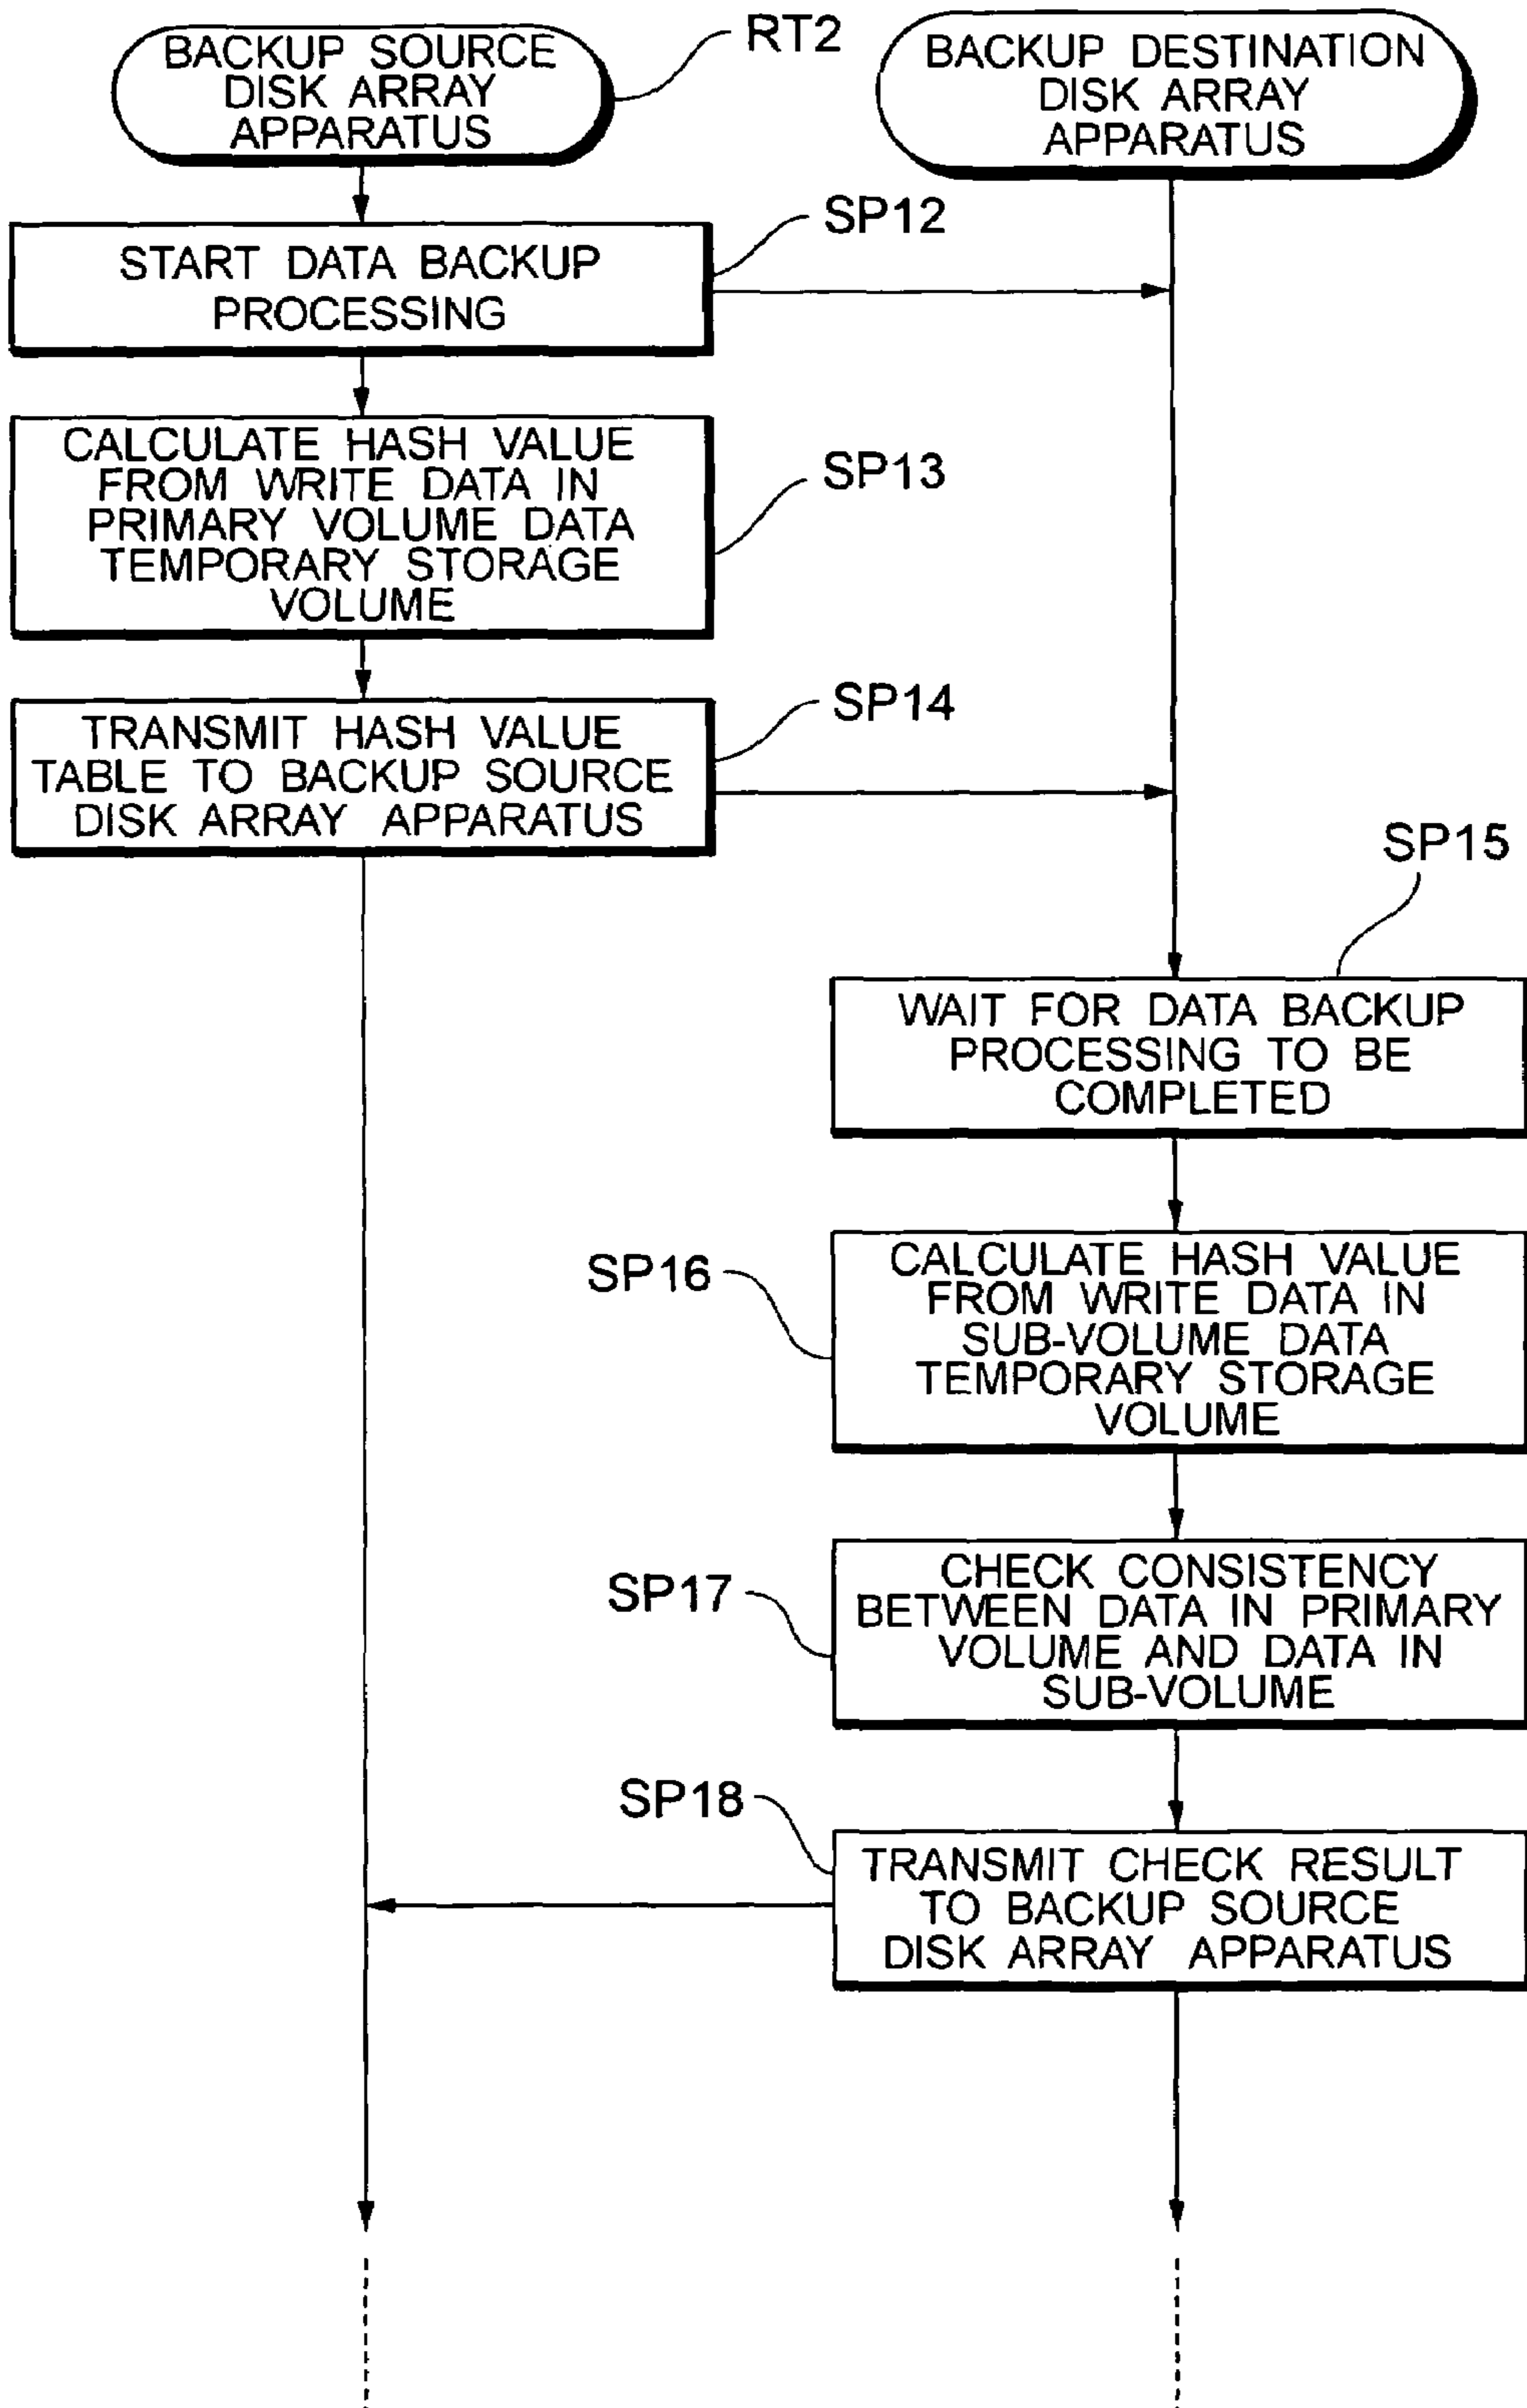 BACKUP SOURCE
DISK ARRAY
APPARATUS
RT2
BACKUP DESTINATION
DISK ARRAY
APPARATUS
SP12
START DATA BACKUP
PROCESSING
SP13
CALCULATE HASH VALUE
FROM WRITE DATA IN
PRIMARY VOLUME DATA
TEMPORARY STORAGE
VOLUME
SP14
TRANSMIT HASH VALUE
TABLE TO BACKUP SOURCE
DISK ARRAY APPARATUS
SP15
WAIT FOR DATA BACKUP
PROCESSING TO BE
COMPLETED
SP16
CALCULATE HASH VALUE
FROM WRITE DATA IN
SUB-VOLUME DATA
TEMPORARY STORAGE
VOLUME
SP17
CHECK CONSISTENCY
BETWEEN DATA IN PRIMARY
VOLUME AND DATA IN
SUB-VOLUME
SP18
TRANSMIT CHECK RESULT
TO BACKUP SOURCE
DISK ARRAY APPARATUS